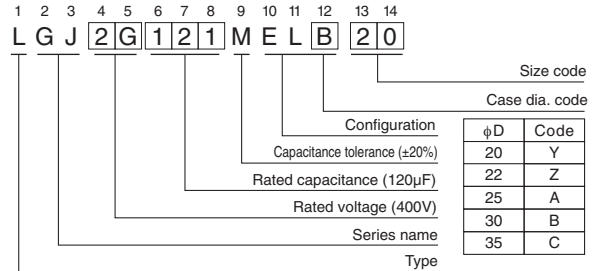 1 2 3 4 5 6 7 8 9 10 11 12 13 14
L G J 2 G 1 2 1 M E L B 2 0
Size code
Case dia. code
Configuration
Capacitance tolerance (±20%)
Rated capacitance (120µF)
Rated voltage (400V)
Series name
Type
φD Code
20 Y
22 Z
25 A
30 B
35 C